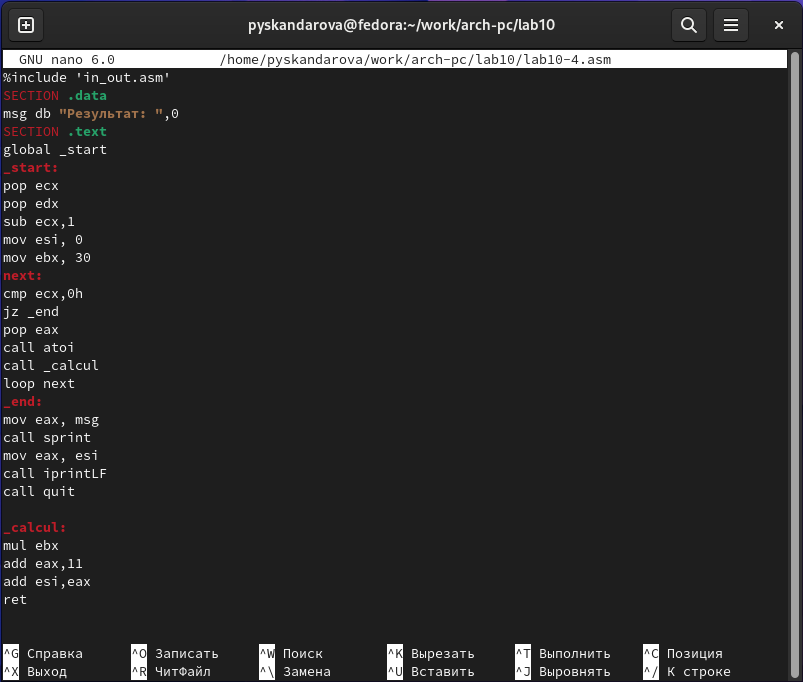 pyskandarova@fedora:~/work/arch-pc/lab10
GNU nano 6.0 /home/pyskandarova/work/arch-pc/lab10/lab10-4.asm
%include 'in_out.asm'
SECTION .data
msg db "Результат: ",0
SECTION .text
global _start
_start:
pop ecx
pop edx
sub ecx,1
mov esi, 0
mov ebx, 30
next:
cmp ecx,0h
jz _end
pop eax
call atoi
call _calcul
loop next
_end:
mov eax, msg
call sprint
mov eax, esi
call iprintLF
call quit
_calcul:
mul ebx
add eax,11
add esi,eax
ret
^G Справка ^O Записать ^W Поиск ^K Вырезать ^T Выполнить ^C Позиция
^X Выход ^R ЧитФайл ^\ Замена ^U Вставить ^J Выровнять ^/ К строке